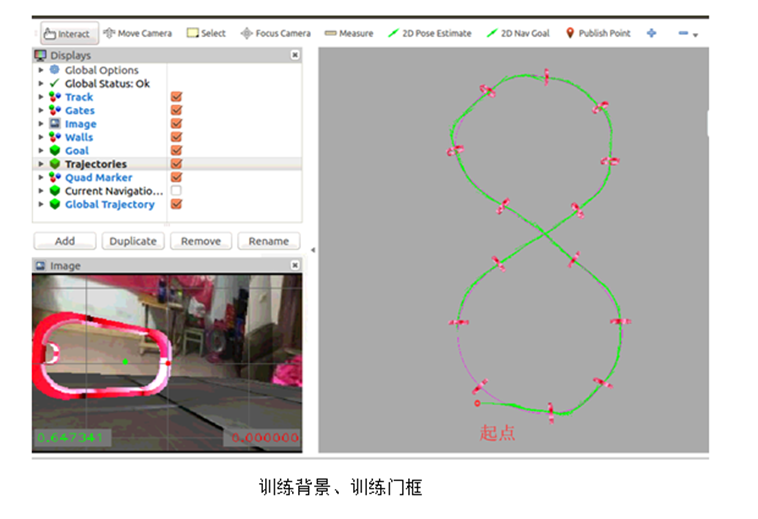 Interact Move Camera Select Focus Camera Measure 2D Pose Estimate 2D Nav Goal Publish Point
Displays
Global Options
Global Status: Ok
Track
Gates
Image
Walls
Goal
Trajectories
Quad Marker
Current Navigatio...
Global Trajectory
Add Duplicate Remove Rename
Image
0.647341 0.000000
起点
训练背景、训练门框